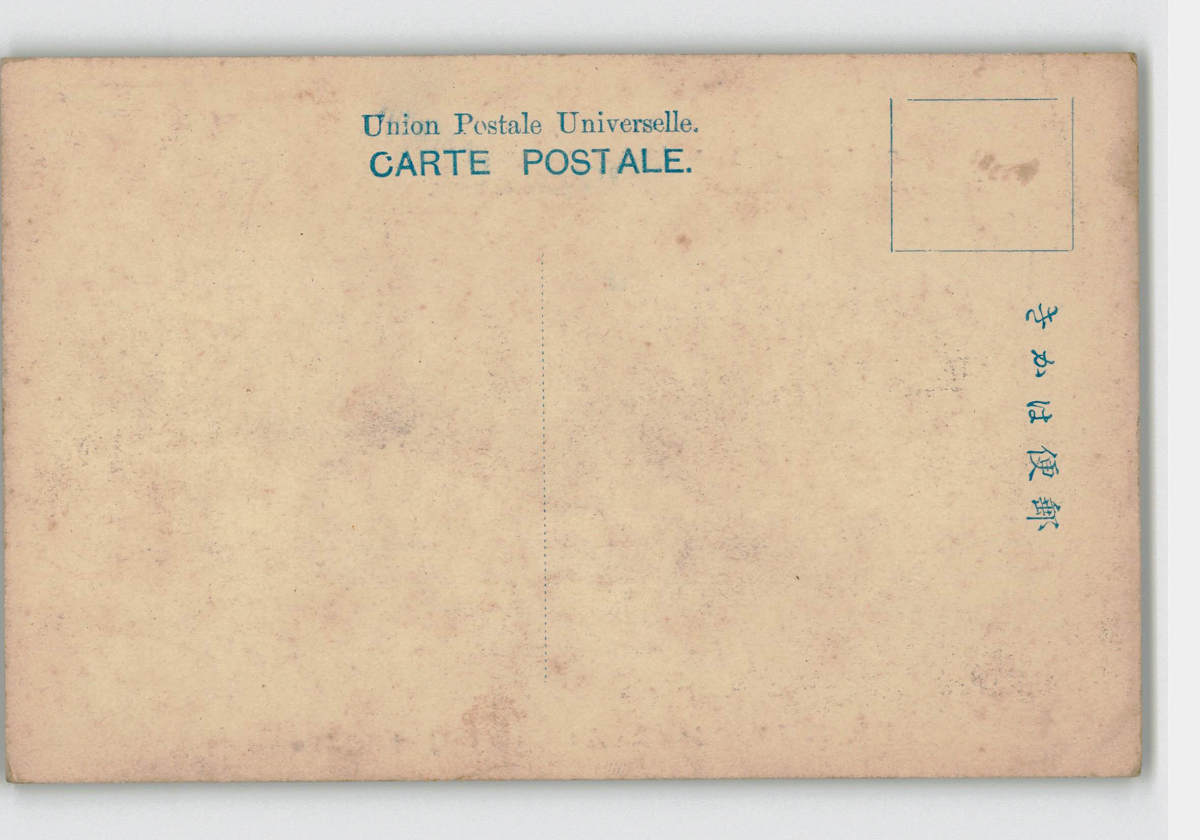 Union Postale Universelle.
CARTE POSTALE.
郵便はかき